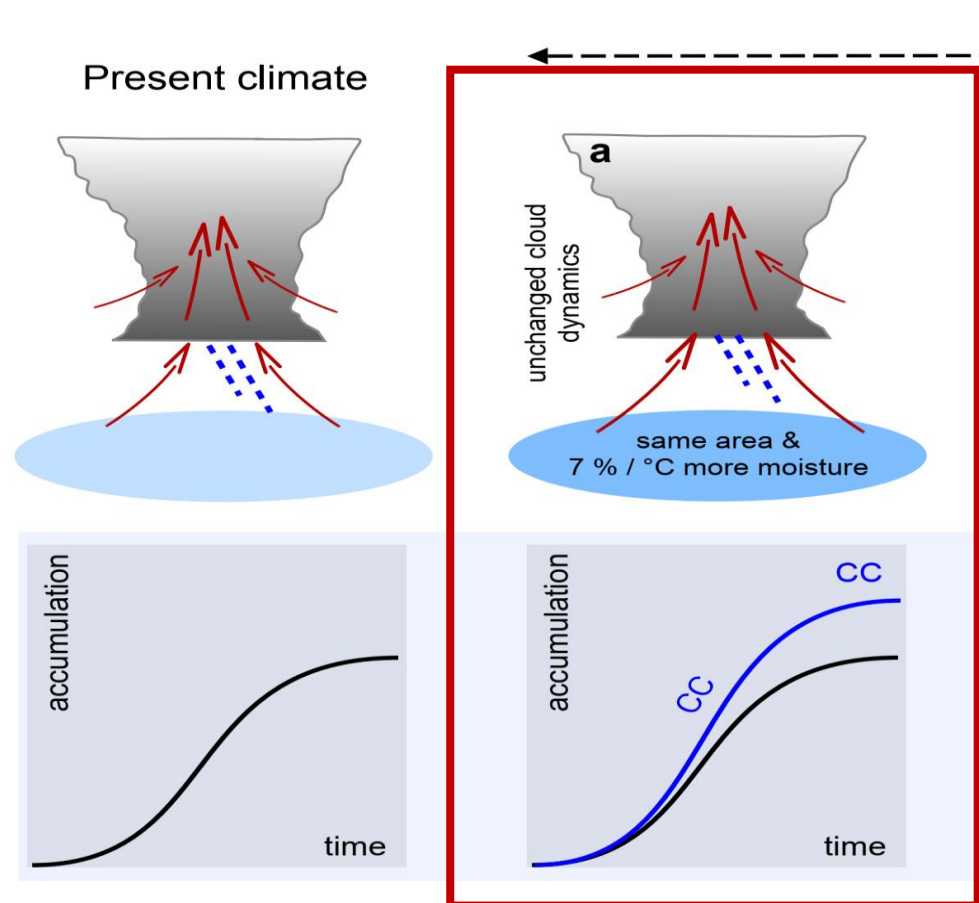 Present climate
a
unchanged cloud
dynamics
same area &
7 % / °C more moisture
accumulation
time
accumulation
CC
CC
time